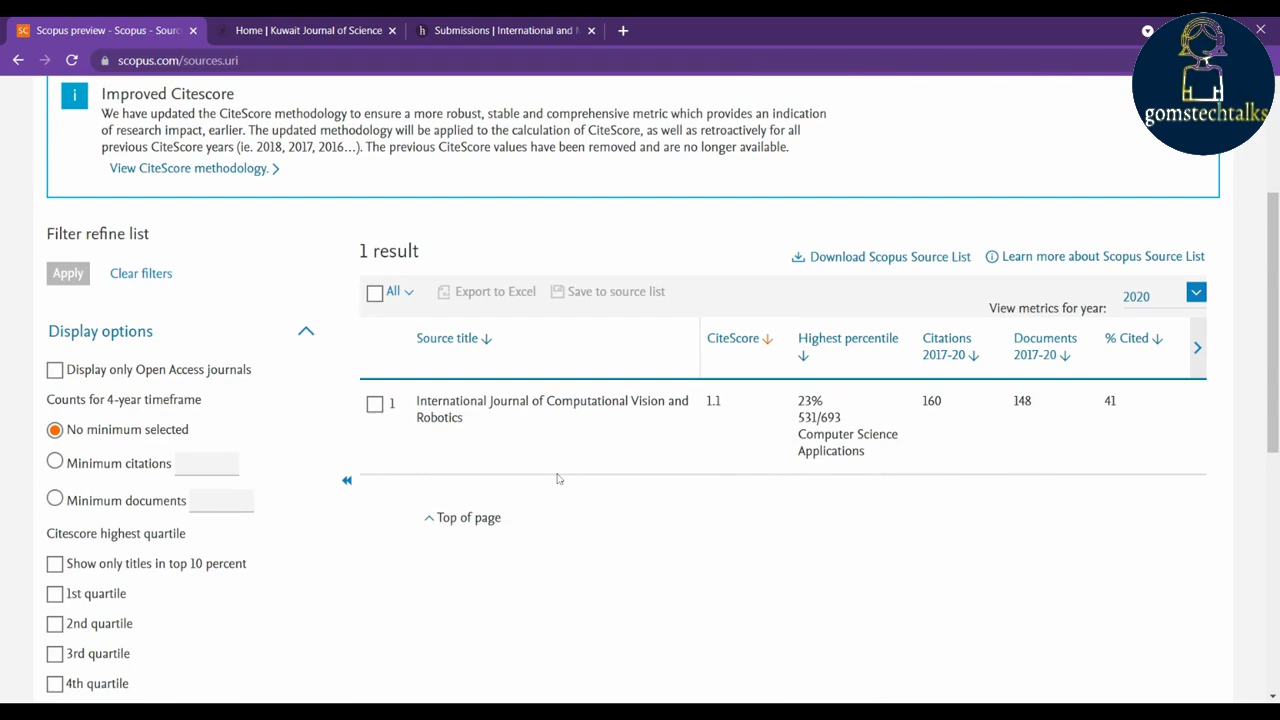 Scopus preview - Scopus - Sourc
Home | Kuwait Journal of Science
Submissions | International and
scopus.com/sources.uri
gomstechtalks
i
Improved Citescore
We have updated the CiteScore methodology to ensure a more robust, stable and comprehensive metric which provides an indication
of research impact, earlier. The updated methodology will be applied to the calculation of CiteScore, as well as retroactively for all
previous CiteScore years (ie. 2018, 2017, 2016...). The previous CiteScore values have been removed and are no longer available.
View CiteScore methodology. >
Filter refine list
Apply
Clear filters
Display options
Display only Open Access journals
Counts for 4-year timeframe
No minimum selected
Minimum citations
Minimum documents
Citescore highest quartile
Show only titles in top 10 percent
1st quartile
2nd quartile
3rd quartile
4th quartile
1 result
Download Scopus Source List
Learn more about Scopus Source List
All
Export to Excel
Save to source list
View metrics for year:
2020
Source title ↓
CiteScore ↓
Highest percentile
↓
Citations
2017-20 ↓
Documents
2017-20 ↓
% Cited ↓
1
International Journal of Computational Vision and
Robotics
1.1
23%
531/693
Computer Science
Applications
160
148
41
Top of page